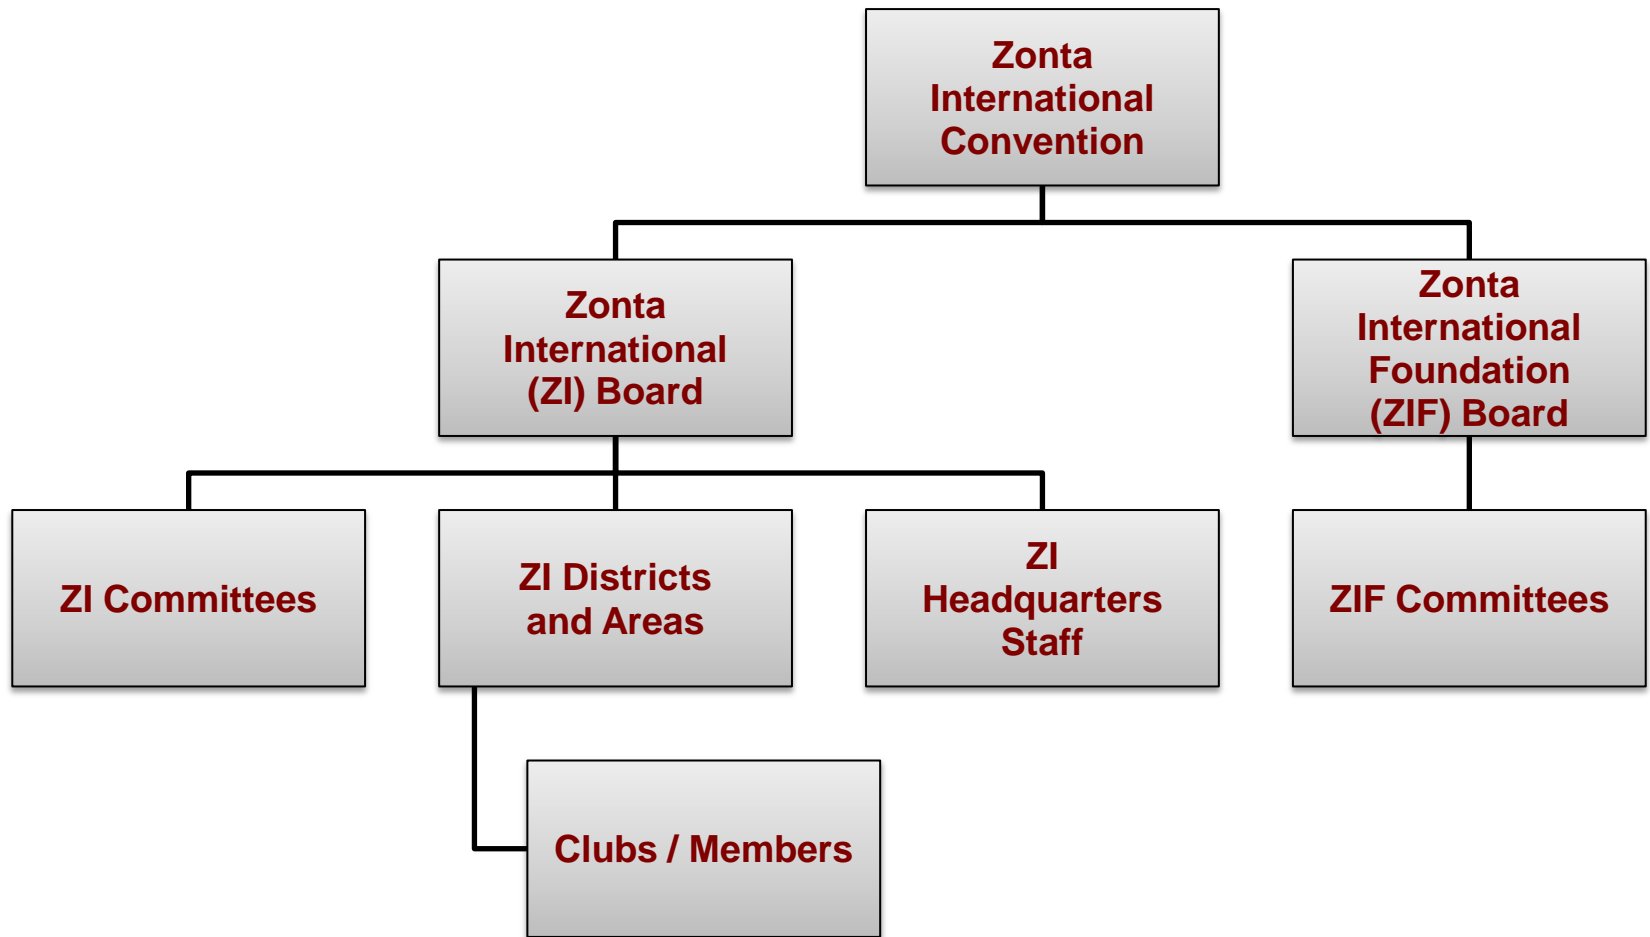 Zonta
International
Convention
Zonta
International
(ZI) Board
Zonta
International
Foundation
(ZIF) Board
ZI Committees
ZI Districts
and Areas
ZI
Headquarters
Staff
ZIF Committees
Clubs / Members